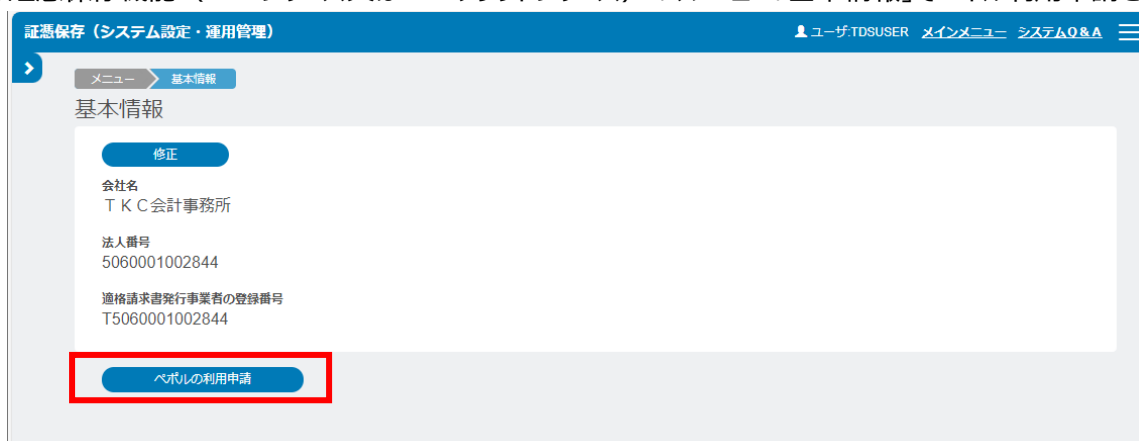 証憑保存（システム設定・運用管理）
ユーザ:TDSUSER メインメニュー システムQ＆A
メニュー 基本情報
基本情報
修正
会社名
ＴＫＣ会計事務所
法人番号
5060001002844
適格請求書発行事業者の登録番号
T5060001002844
ペポルの利用申請